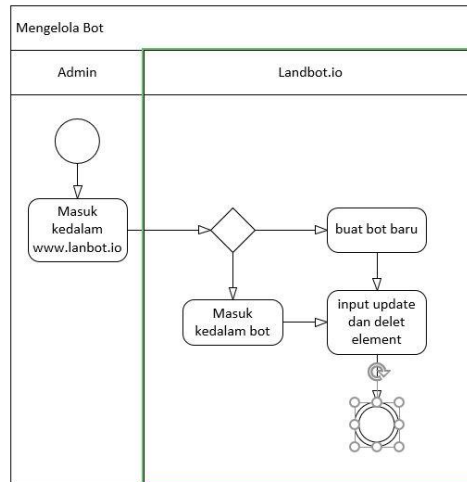 Mengelola Bot
Admin
Landbot.io
Masuk
kedalam
www.lanbot.io
buat bot baru
Masuk
kedalam bot
input update
dan delet
element